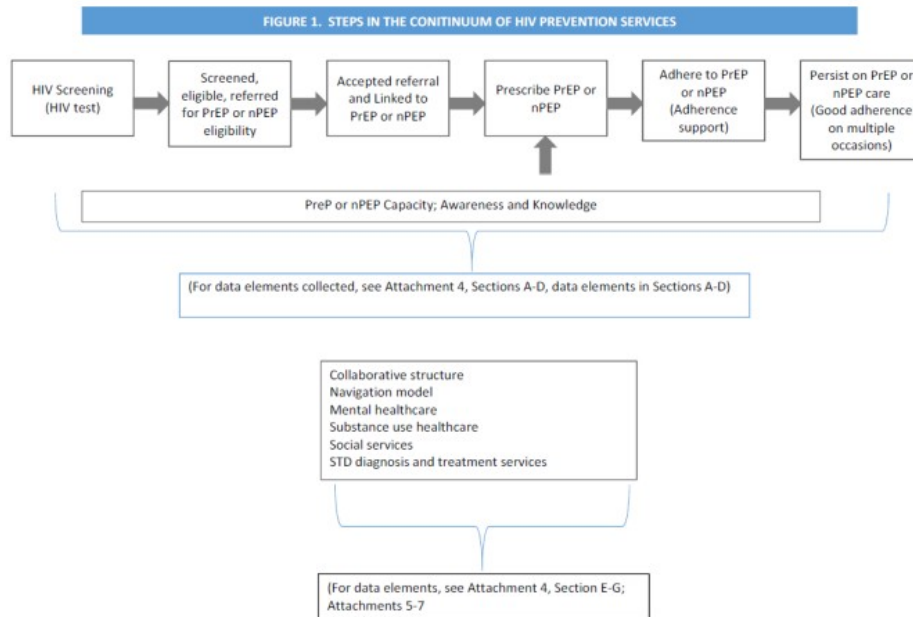 FIGURE 1. STEPS IN THE CONITINUUM OF HIV PREVENTION SERVICES
HIV Screening
(HIV test)
Screened,
eligible, referred
for PrEP or nPEP
eligibility
Accepted referral
and Linked to
PrEP or nPEP
Prescribe PrEP or
nPEP
Adhere to PrEP
or nPEP
(Adherence
support)
Persist on PrEP or
nPEP care
(Good adherence
on multiple
occasions)
PreP or nPEP Capacity; Awareness and Knowledge
(For data elements collected, see Attachment 4, Sections A-D, data elements in Sections A-D)
Collaborative structure
Navigation model
Mental healthcare
Substance use healthcare
Social services
STD diagnosis and treatment services
(For data elements, see Attachment 4, Section E-G;
Attachments 5-7